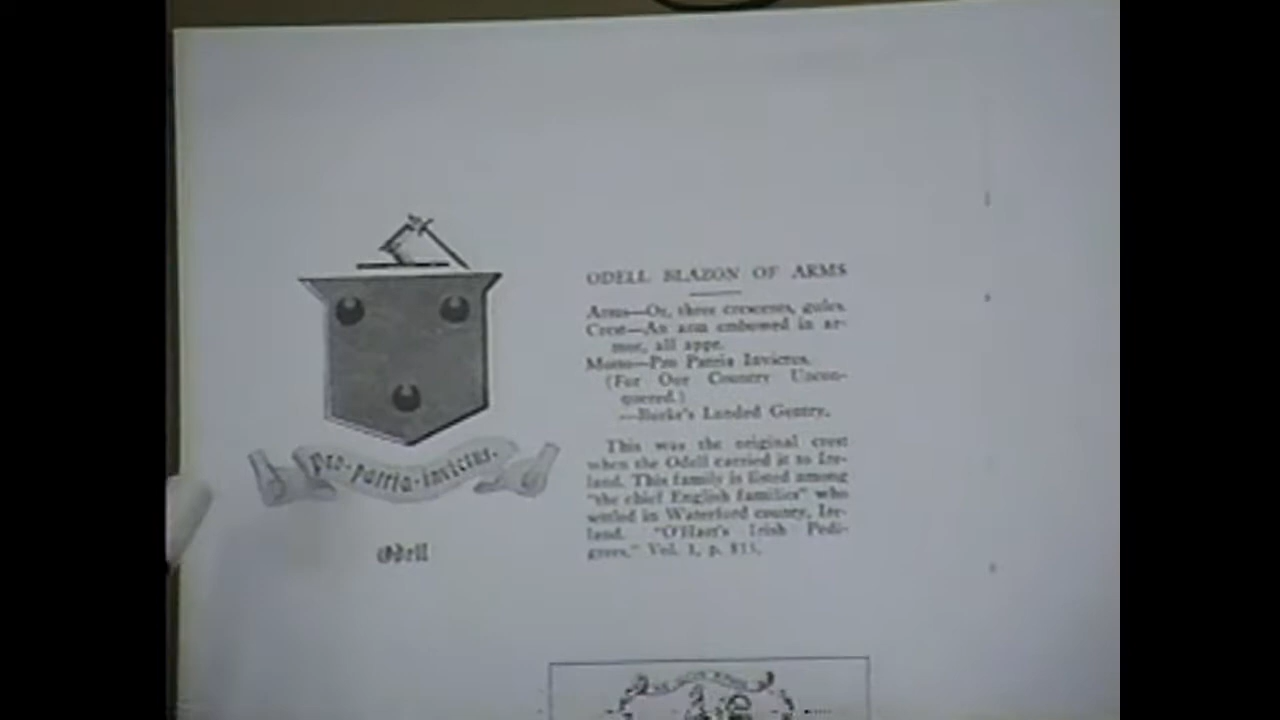 Pro-patria-invictus.
Odell
ODELL BLAZON OF ARMS
Arms—Or, three crescents, gules.
Crest—An arm embowed in ar-
mor, all appr.
Motto—Pro Patria Invictus.
(For Our Country Uncon-
quered.)
—Burke's Landed Gentry.
This was the original crest
when the Odell carried it to Ire-
land. This family is listed among
"the chief English families" who
settled in Waterford county, Ire-
land. "O'Hart's Irish Pedi-
grees," Vol. 1, p.